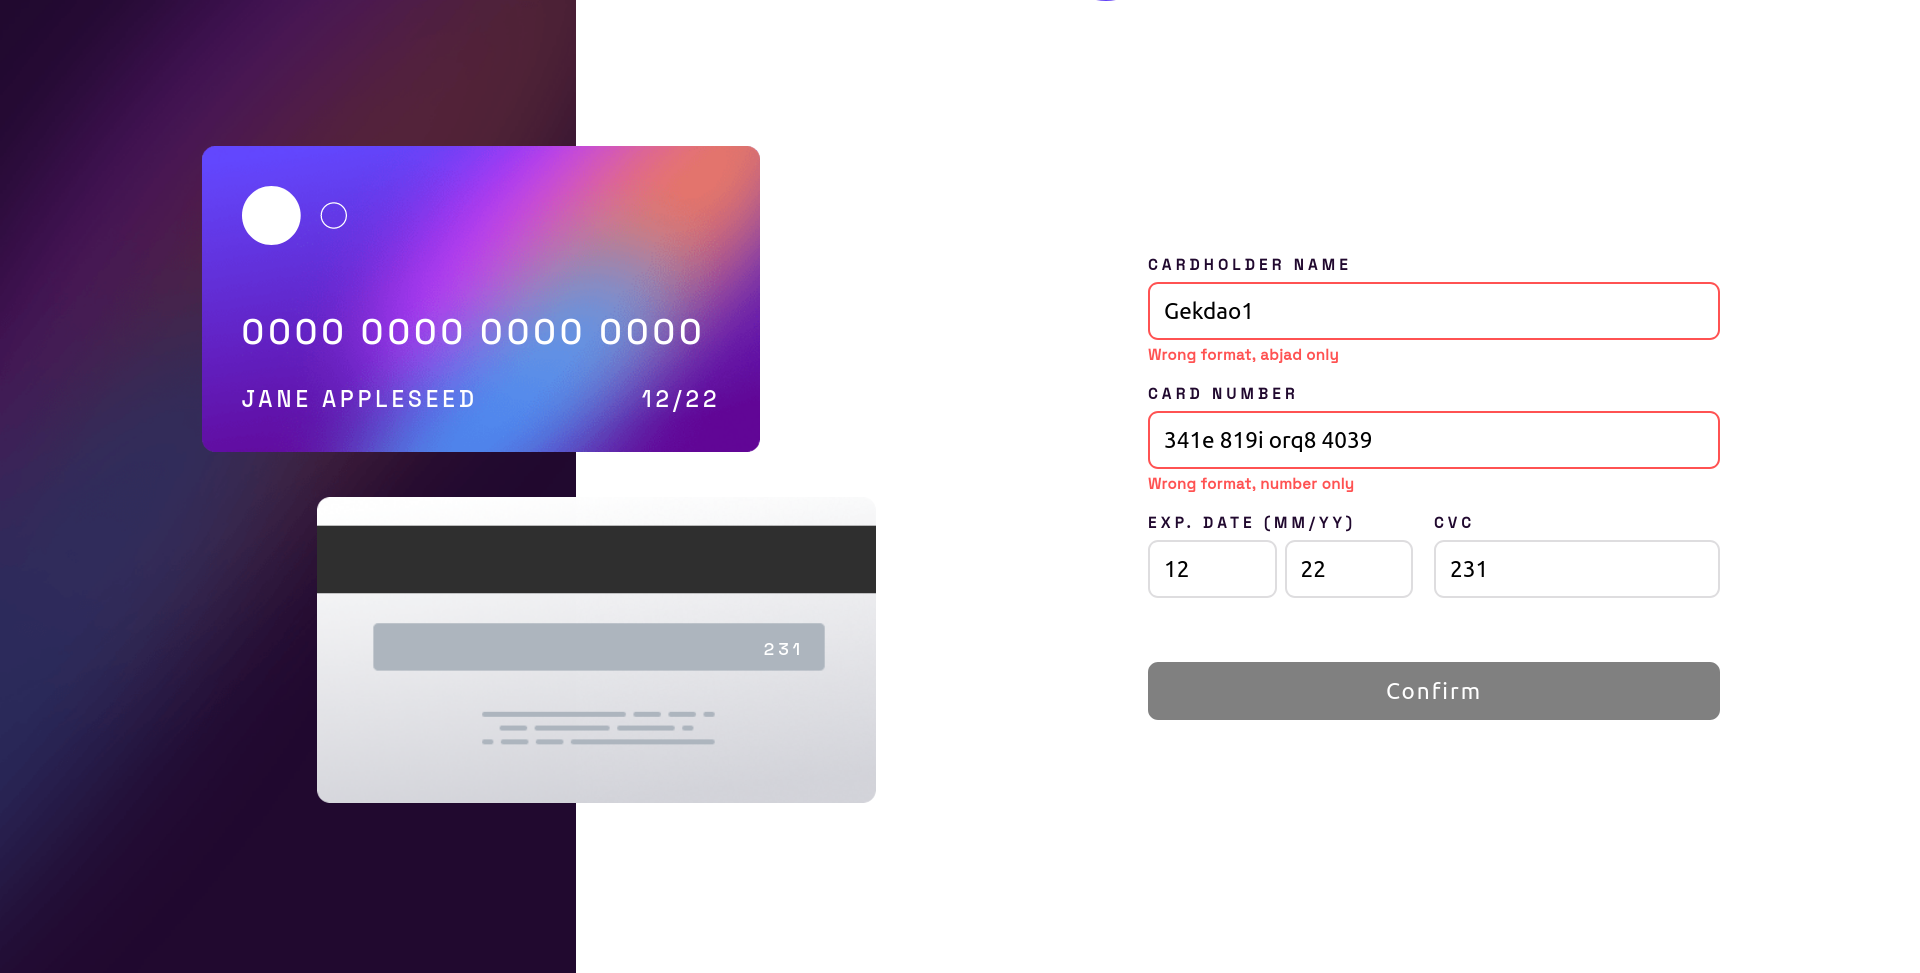 0000 0000 0000 0000
JANE APPLESEED 12/22
231
CARDHOLDER NAME
Gekdao1
Wrong format, abjad only
CARD NUMBER
341e 819i orq8 4039
Wrong format, number only
EXP. DATE (MM/YY) CVC
12 22 231
Confirm